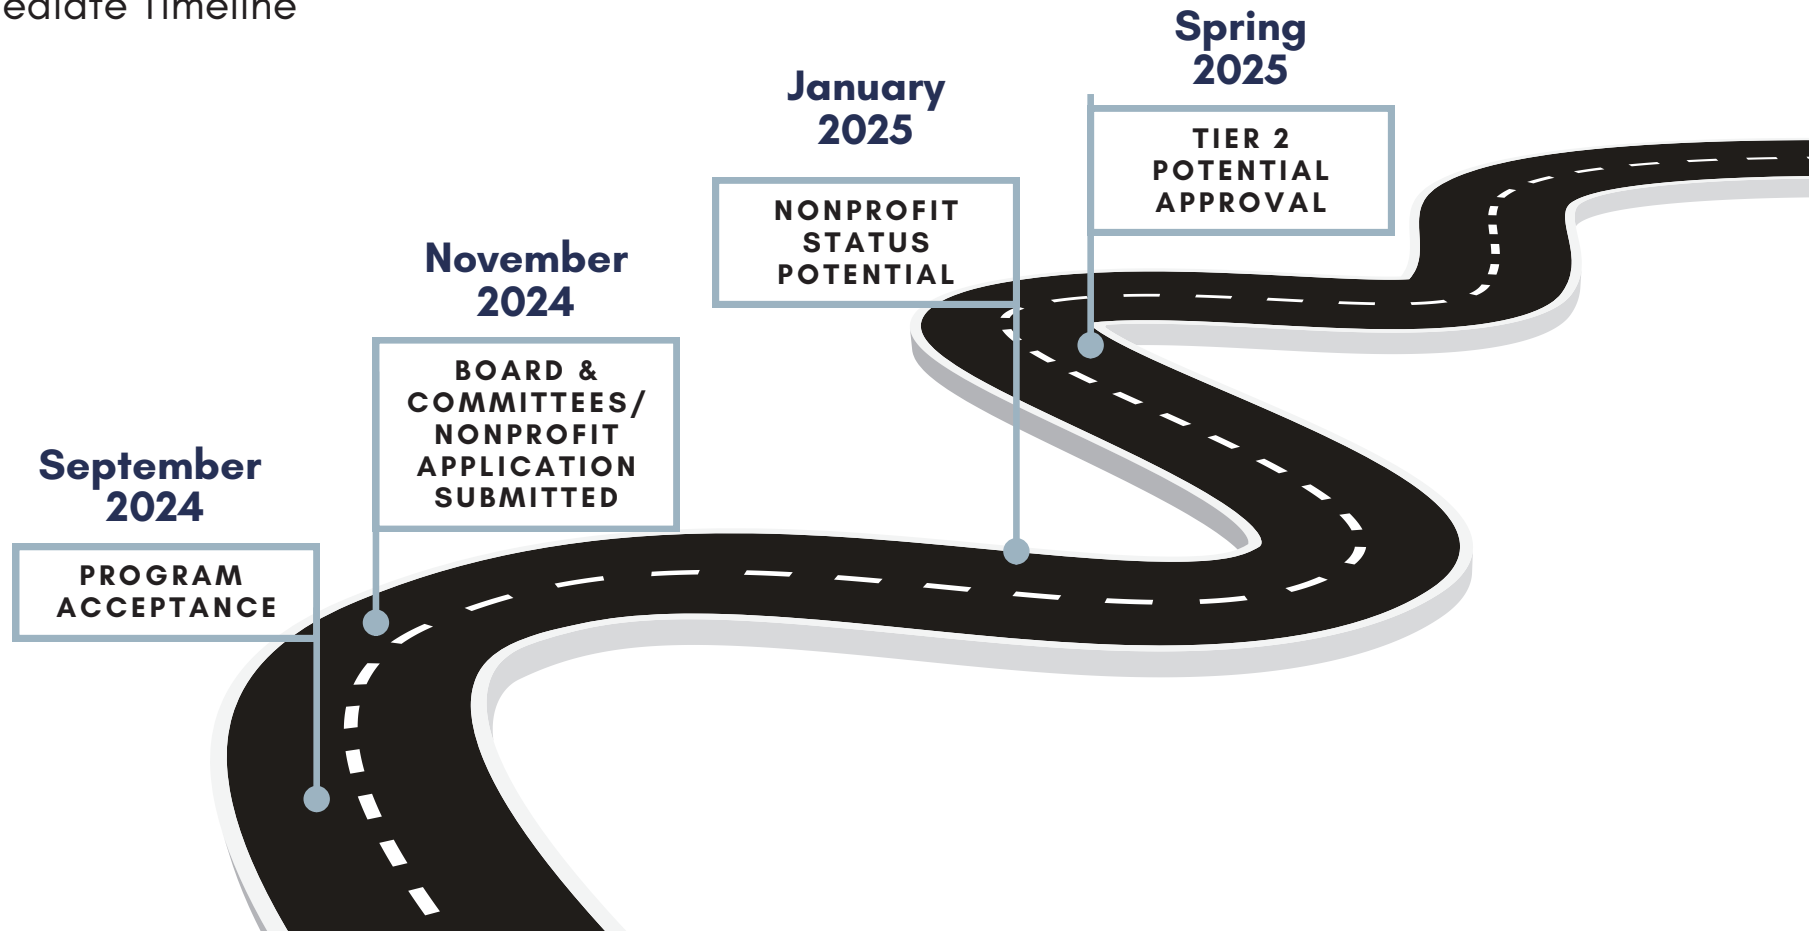 Timeline
September
2024
PROGRAM
ACCEPTANCE
November
2024
BOARD &
COMMITTEES/
NONPROFIT
APPLICATION
SUBMITTED
January
2025
NONPROFIT
STATUS
POTENTIAL
Spring
2025
TIER 2
POTENTIAL
APPROVAL